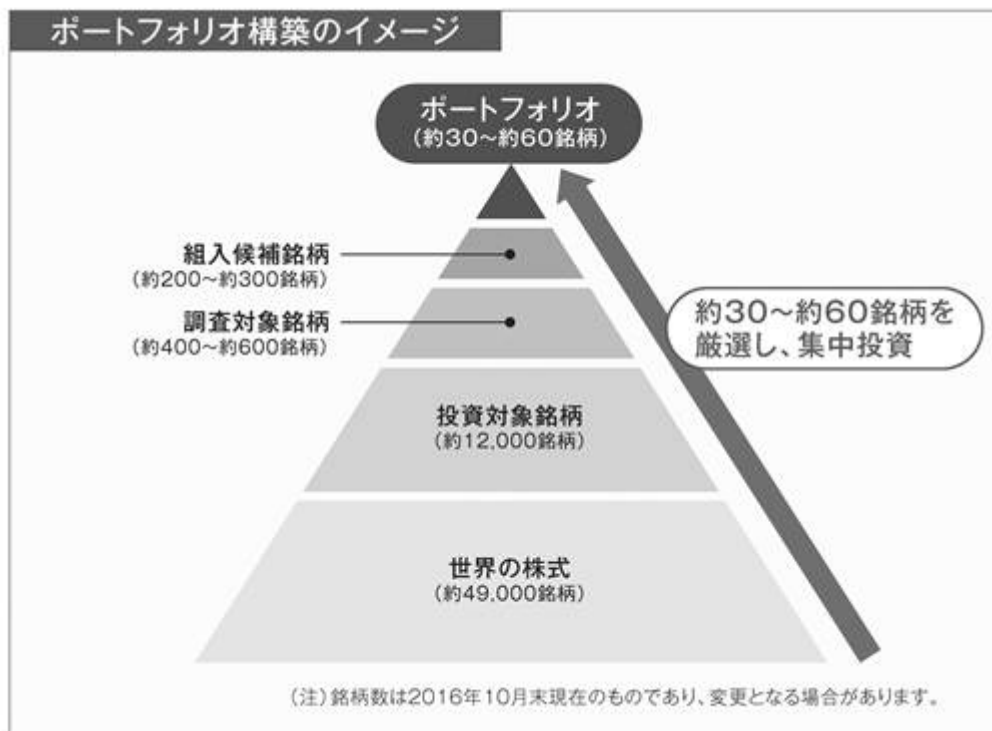 ポートフォリオ構築のイメージ
ポートフォリオ
(約30〜約60銘柄)
組入候補銘柄
(約200〜約300銘柄)
調査対象銘柄
(約400〜約600銘柄)
約30〜約60銘柄を
厳選し、集中投資
投資対象銘柄
(約12,000銘柄)
世界の株式
(約49,000銘柄)
(注)銘柄数は2016年10月末現在のものであり、変更となる場合があります。